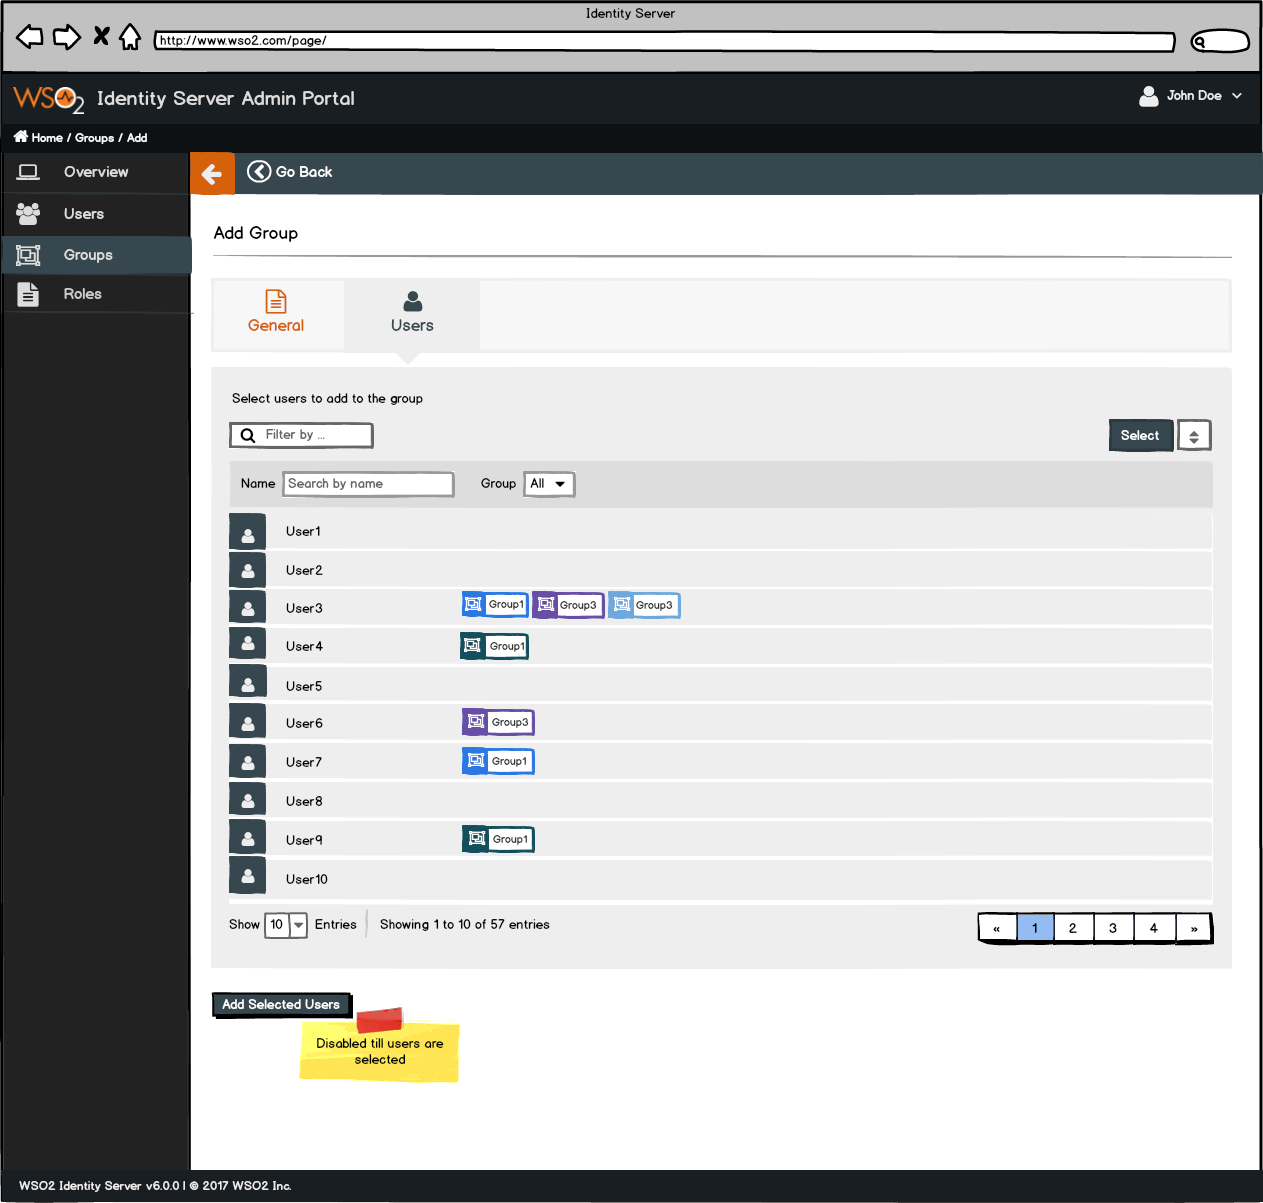 Identity Server
http://www.wso2.com/page/
WSO2 Identity Server Admin Portal
John Doe
Home / Groups / Add
Overview
Users
Groups
Roles
Go Back
Add Group
General
Users
Select users to add to the group
Filter by ...
Select
Name
Search by name
Group
All
User1
User2
User3 Group1 Group3 Group3
User4 Group1
User5
User6 Group3
User7 Group1
User8
User9 Group1
User10
Show 10 Entries Showing 1 to 10 of 57 entries
« 1 2 3 4 »
Add Selected Users
Disabled till users are
selected
WSO2 Identity Server v6.0.0 | © 2017 WSO2 Inc.